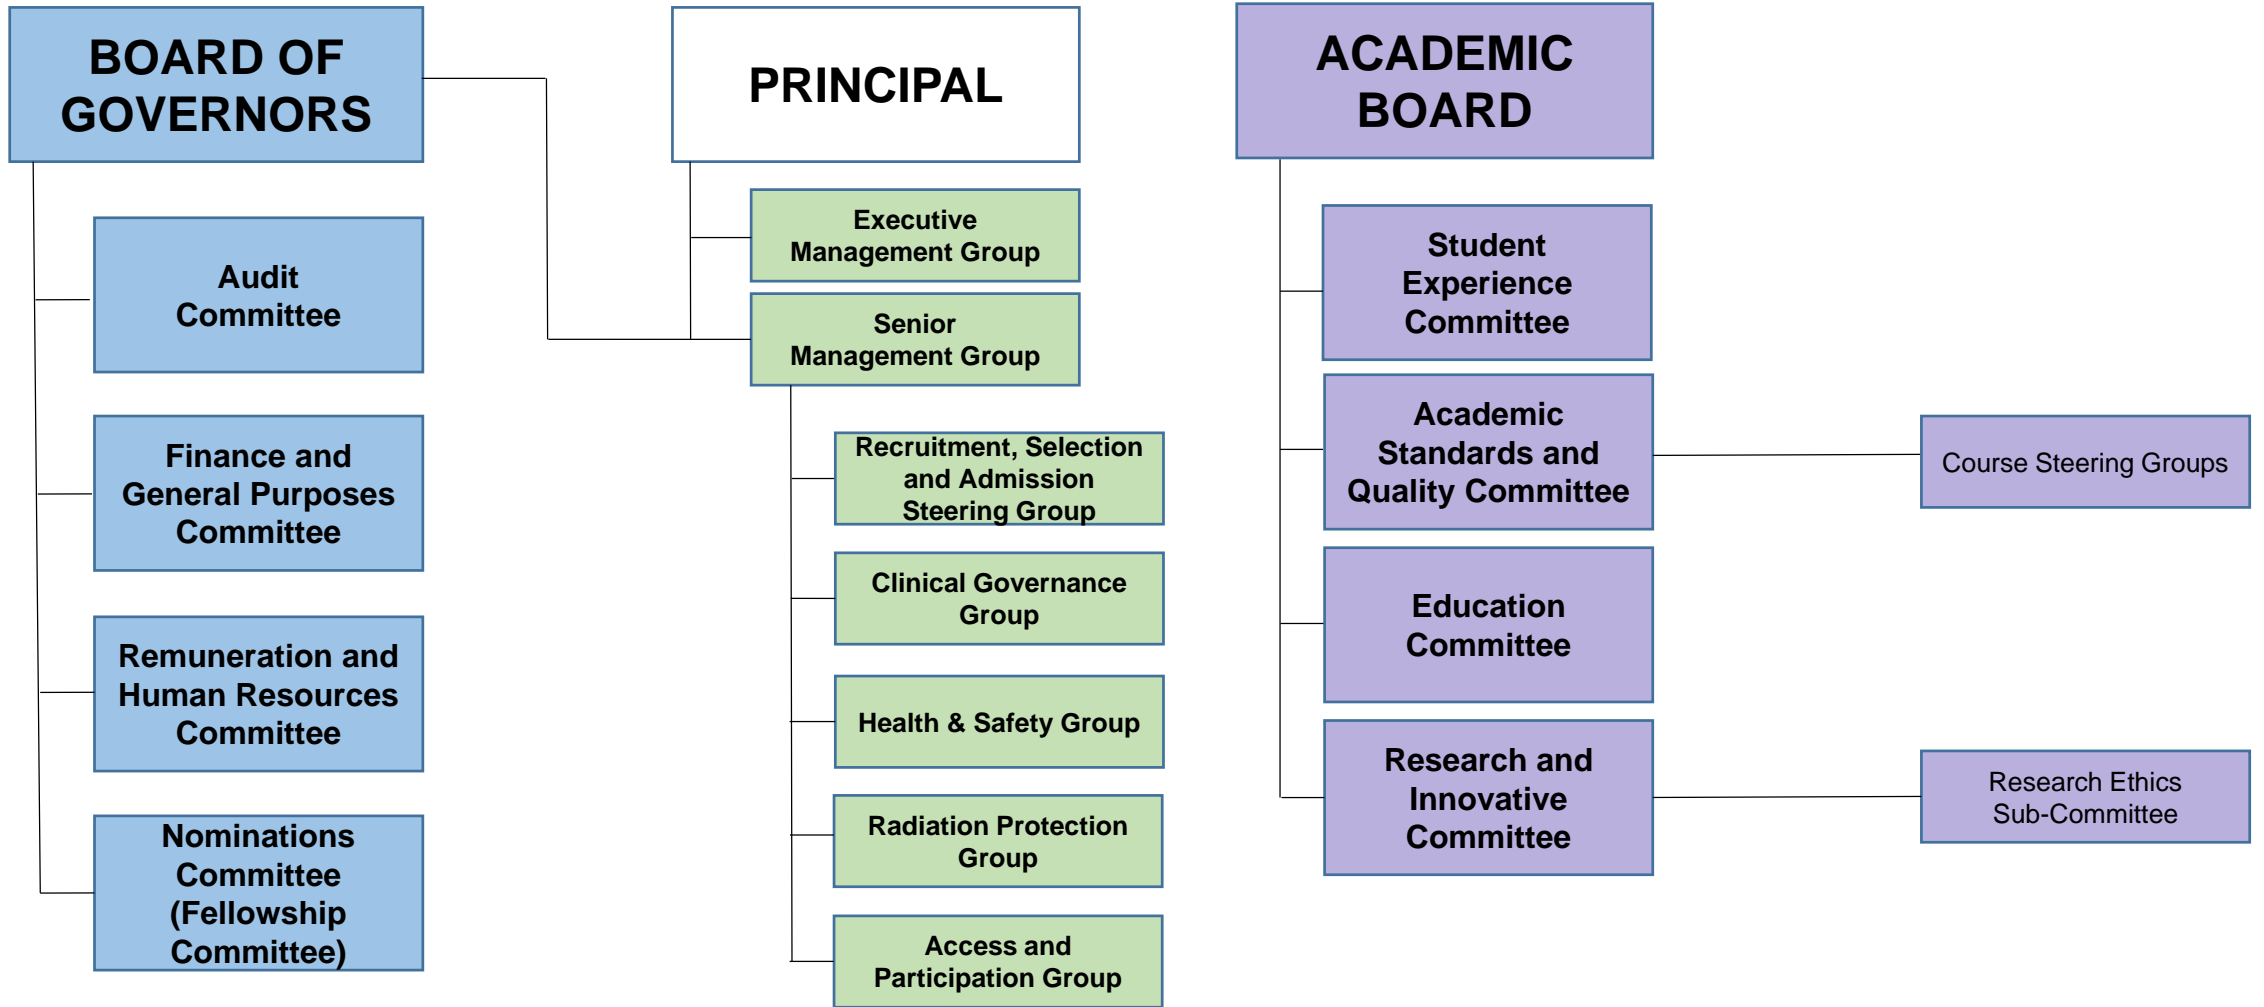 BOARD OF
GOVERNORS
Audit
Committee
Finance and
General Purposes
Committee
Remuneration and
Human Resources
Committee
Nominations
Committee
(Fellowship
Committee)
PRINCIPAL
Executive
Management Group
Senior
Management Group
Recruitment, Selection
and Admission
Steering Group
Clinical Governance
Group
Health & Safety Group
Radiation Protection
Group
Access and
Participation Group
ACADEMIC
BOARD
Student
Experience
Committee
Academic
Standards and
Quality Committee
Course Steering Groups
Education
Committee
Research and
Innovative
Committee
Research Ethics
Sub-Committee